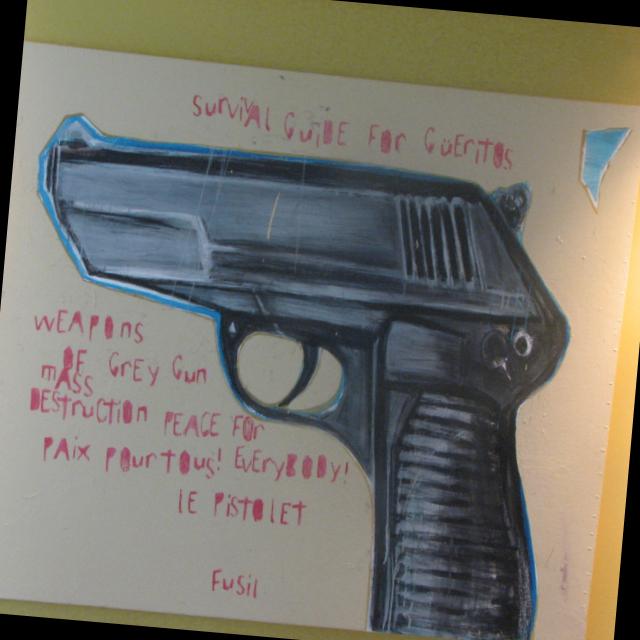 SURVIVAL GUIDE FOR GUERITOS
WEAPONS
OF GREY GUN
MASS
DESTRUCTION PEACE FOR
PAIX POUR TOUS! EVERYBODY!
LE PISTOLET
FUSIL